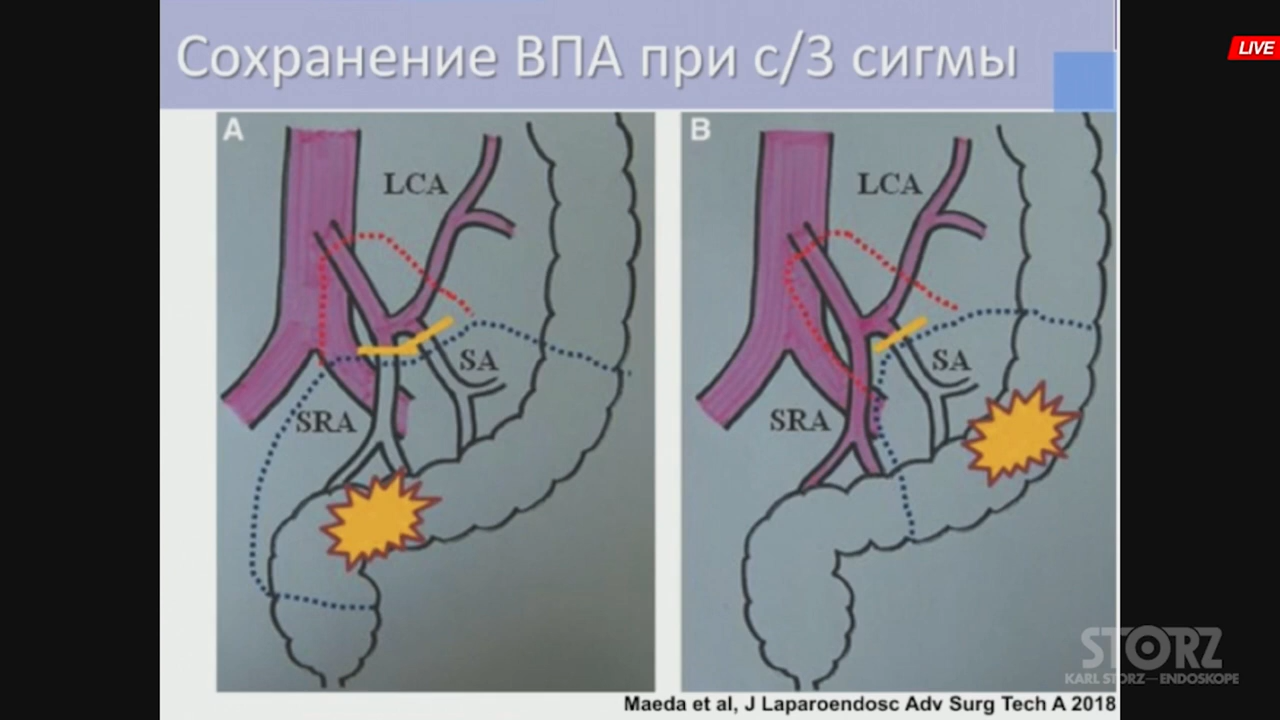 LIVE
Сохранение ВПА при с/3 сигмы
A
LCA
SA
SRA
B
LCA
SA
SRA
STORZ
KARL STORZ—ENDOSKOPE
Maeda et al, J Laparoendosc Adv Surg Tech A 2018